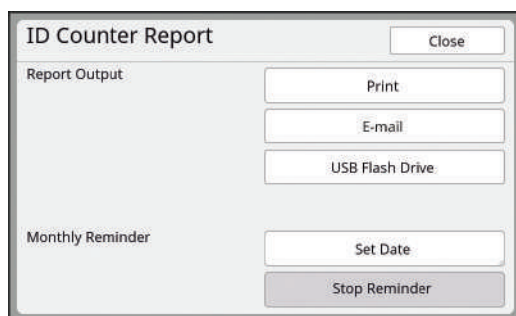 ID Counter Report
Close
Report Output
Print
E-mail
USB Flash Drive
Monthly Reminder
Set Date
Stop Reminder